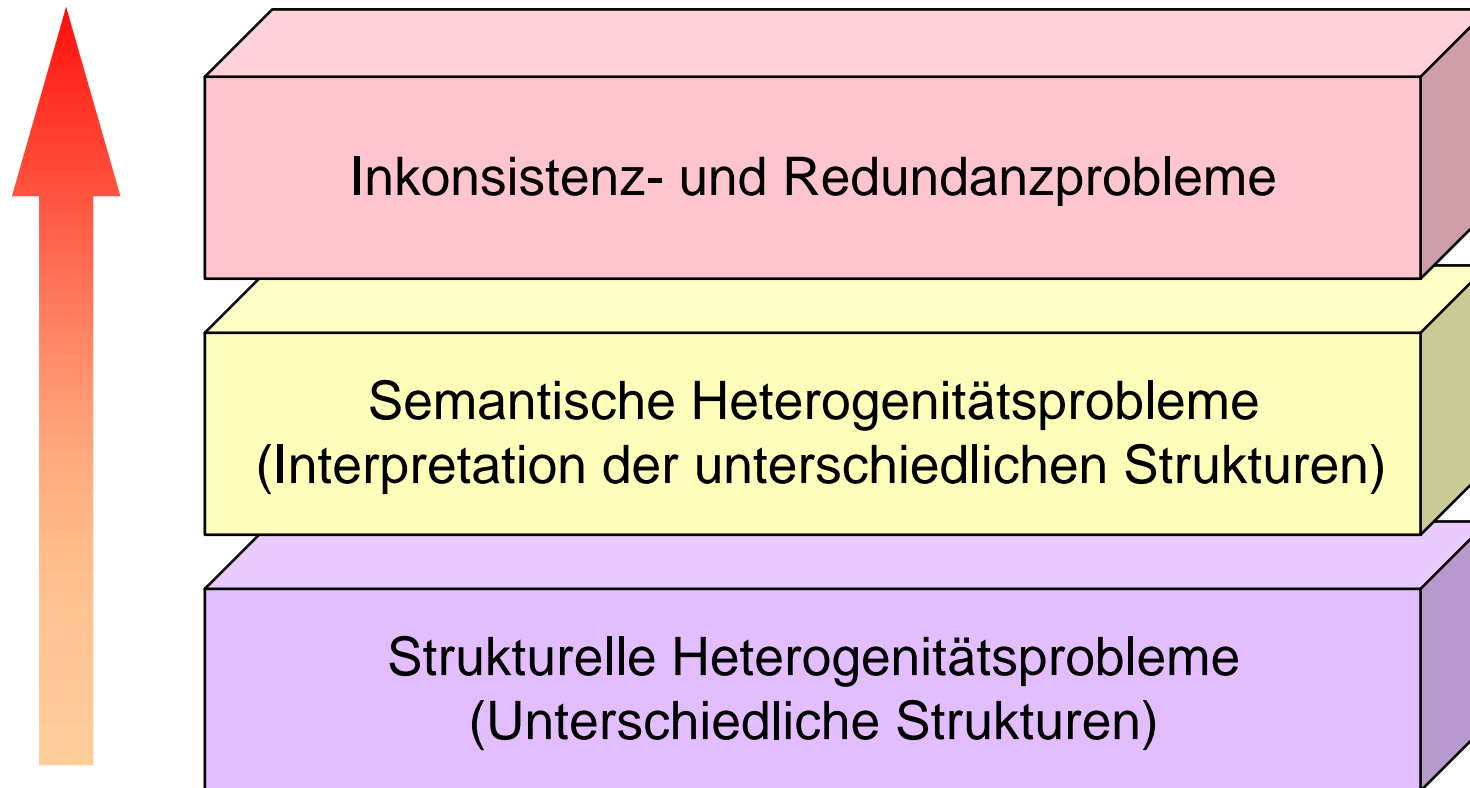 Inkonsistenz- und Redundanzprobleme
Semantische Heterogenitätsprobleme
(Interpretation der unterschiedlichen Strukturen)
Strukturelle Heterogenitätsprobleme
(Unterschiedliche Strukturen)